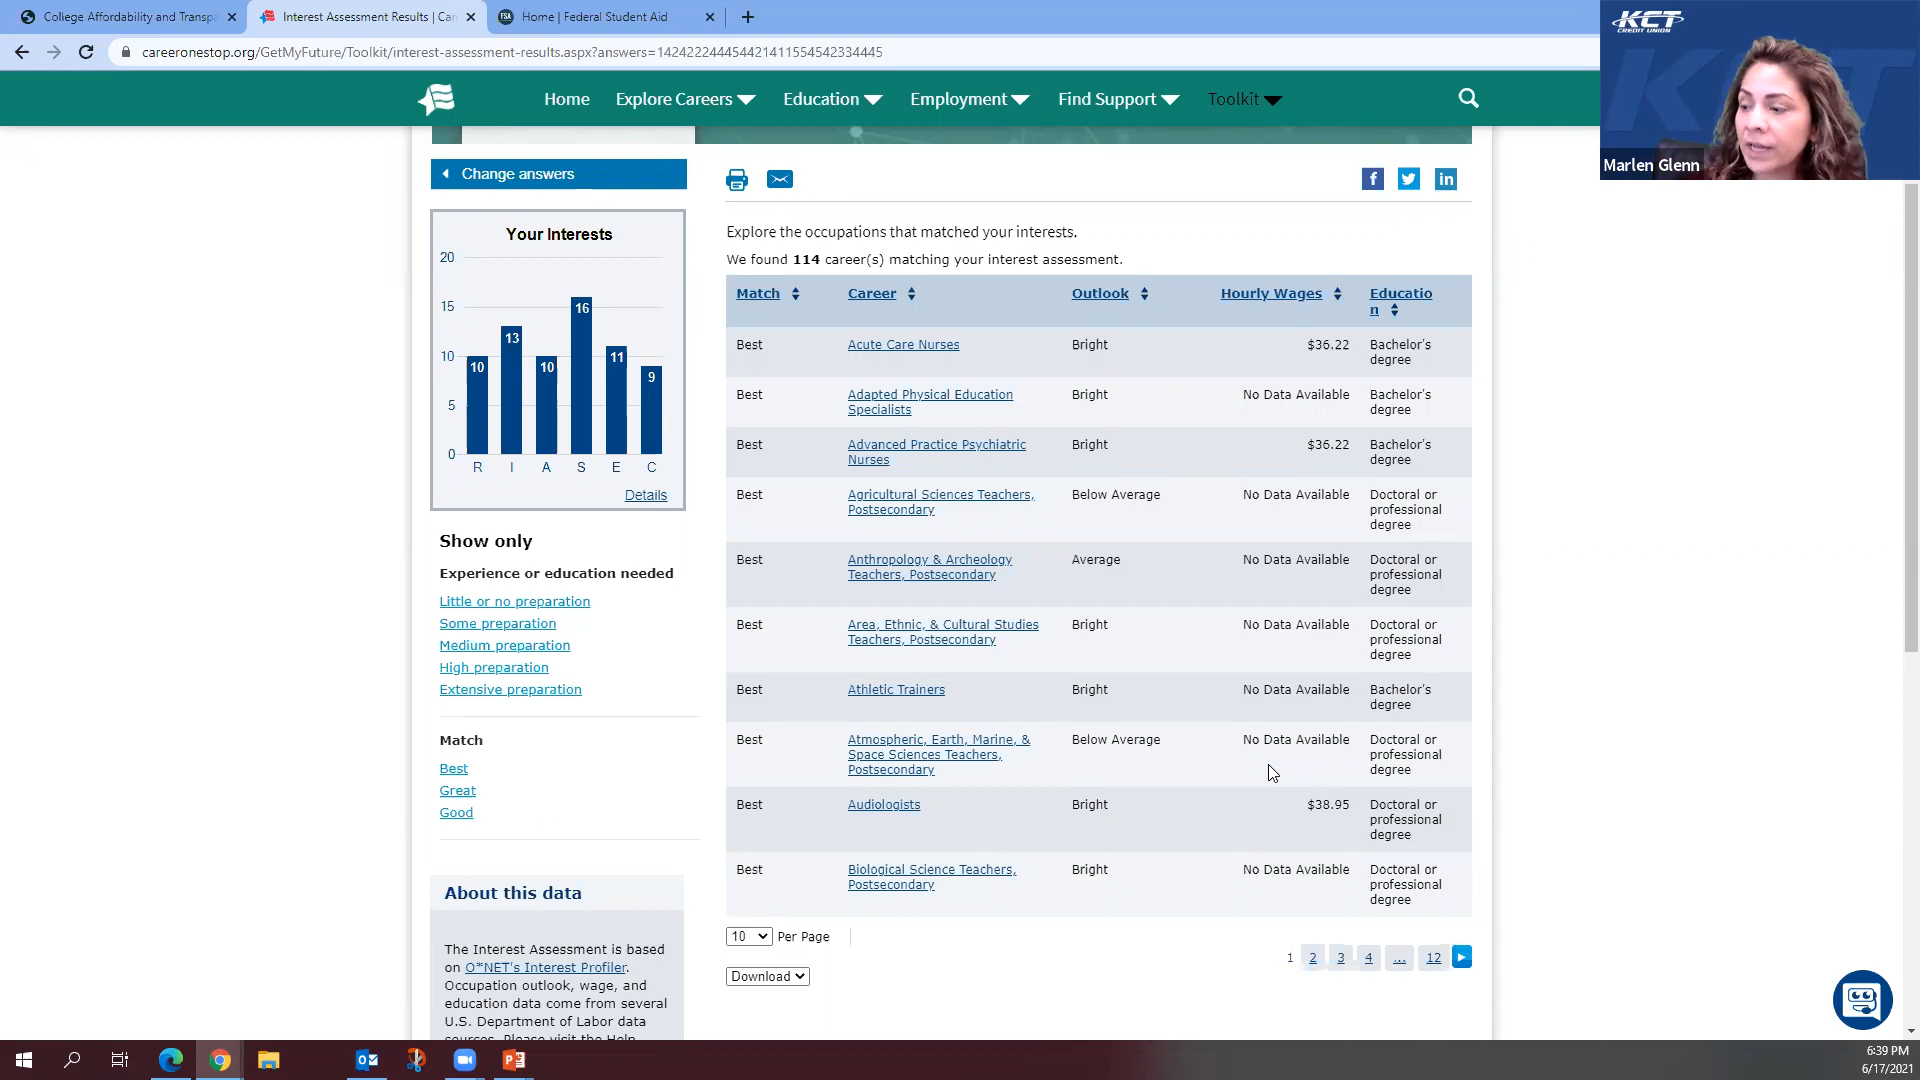 College Affordability and Transpa
Interest Assessment Results | Car
Home | Federal Student Aid
careeronestop.org/GetMyFuture/Toolkit/interest-assessment-results.aspx?answers=142422244454421411554542334445
KCT
CREDIT UNION
Marlen Glenn
Home
Explore Careers
Education
Employment
Find Support
Toolkit
Change answers
Your Interests
20
15
10
5
0
10
13
10
16
11
9
R I A S E C
Details
Show only
Experience or education needed
Little or no preparation
Some preparation
Medium preparation
High preparation
Extensive preparation
Match
Best
Great
Good
About this data
The Interest Assessment is based
on O*NET's Interest Profiler.
Occupation outlook, wage, and
education data come from several
U.S. Department of Labor data
sources. Please visit the Help
f
in
Explore the occupations that matched your interests.
We found 114 career(s) matching your interest assessment.
Match Career Outlook Hourly Wages Educatio
n
Best Acute Care Nurses Bright $36.22 Bachelor's
degree
Best Adapted Physical Education Bright No Data Available Bachelor's
Specialists degree
Best Advanced Practice Psychiatric Bright $36.22 Bachelor's
Nurses degree
Best Agricultural Sciences Teachers, Below Average No Data Available Doctoral or
Postsecondary professional
degree
Best Anthropology & Archeology Average No Data Available Doctoral or
Teachers, Postsecondary professional
degree
Best Area, Ethnic, & Cultural Studies Bright No Data Available Doctoral or
Teachers, Postsecondary professional
degree
Best Athletic Trainers Bright No Data Available Bachelor's
degree
Best Atmospheric, Earth, Marine, & Below Average No Data Available Doctoral or
Space Sciences Teachers, professional
Postsecondary degree
Best Audiologists Bright $38.95 Doctoral or
professional
degree
Best Biological Science Teachers, Bright No Data Available Doctoral or
Postsecondary professional
degree
10 Per Page
1 2 3 4 ... 12
Download
6:39 PM
6/17/2021